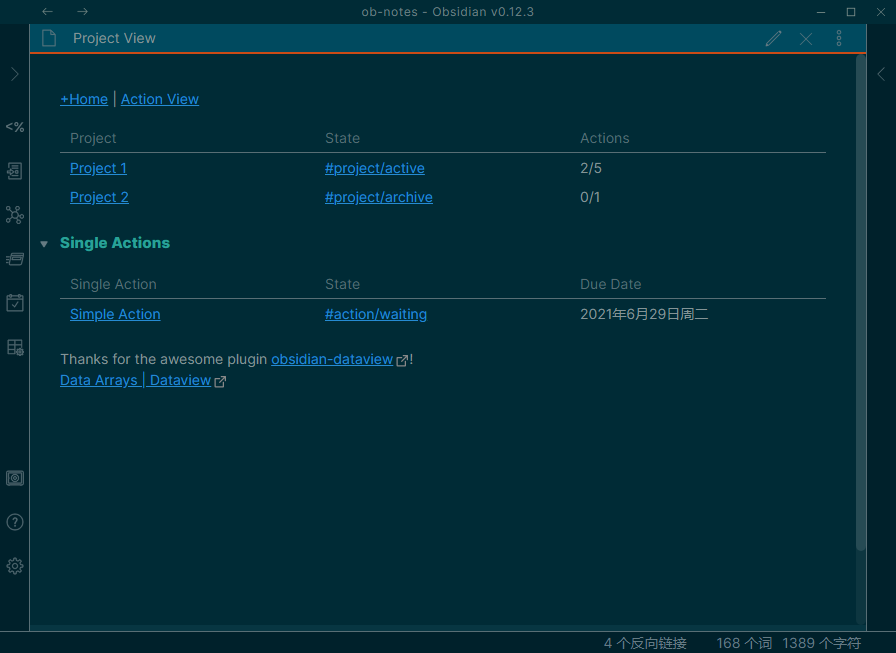 ob-notes - Obsidian v0.12.3
Project View
+Home | Action View
Project State Actions
Project 1 #project/active 2/5
Project 2 #project/archive 0/1
Single Actions
Single Action State Due Date
Simple Action #action/waiting 2021年6月29日周二
Thanks for the awesome plugin obsidian-dataview!
Data Arrays | Dataview
<%
4 个反向链接 168 个词 1389 个字符